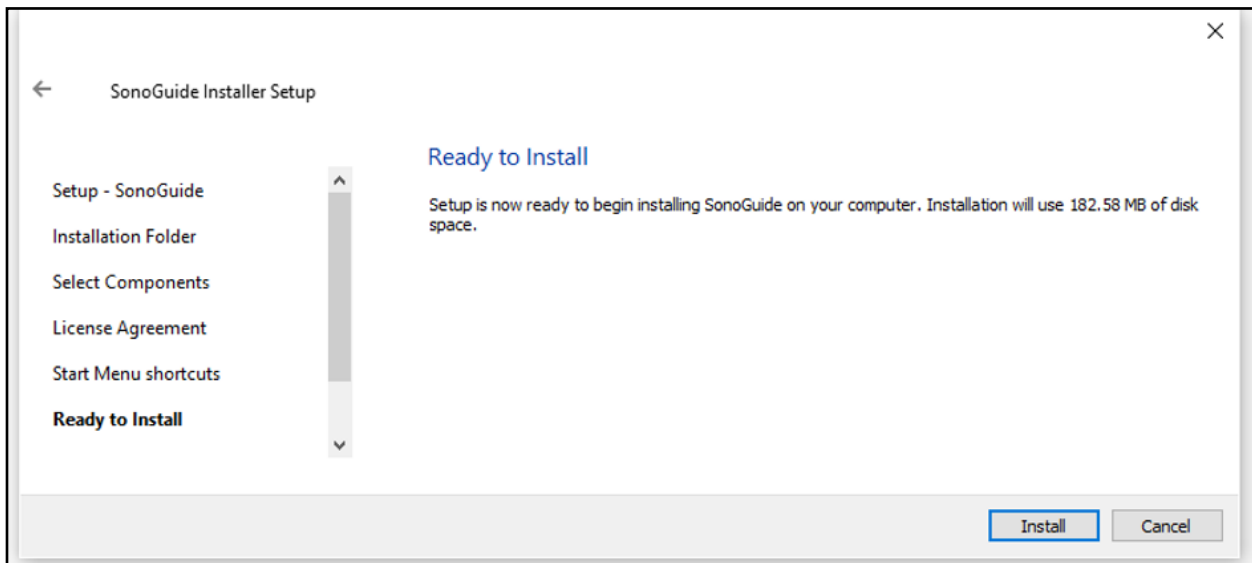 SonoGuide Installer Setup
Setup - SonoGuide
Installation Folder
Select Components
License Agreement
Start Menu shortcuts
Ready to Install
Ready to Install
Setup is now ready to begin installing SonoGuide on your computer. Installation will use 182.58 MB of disk
space.
Install
Cancel